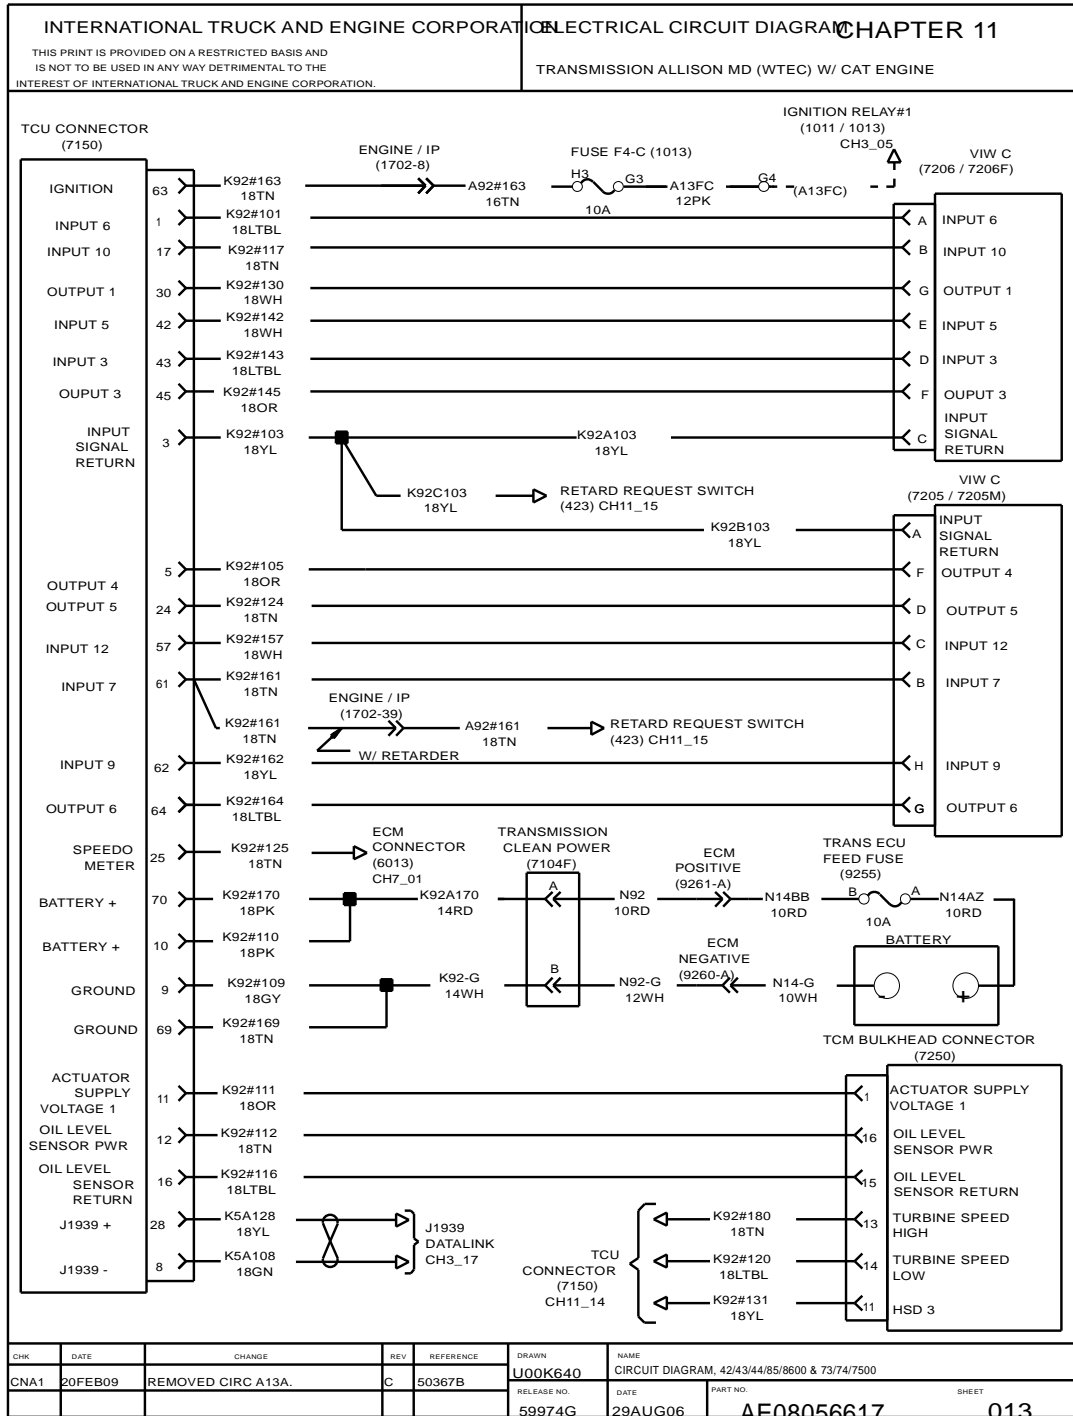 INTERNATIONAL TRUCK AND ENGINE CORPORATION
THIS PRINT IS PROVIDED ON A RESTRICTED BASIS AND
IS NOT TO BE USED IN ANY WAY DETRIMENTAL TO THE
INTEREST OF INTERNATIONAL TRUCK AND ENGINE CORPORATION.
ELECTRICAL CIRCUIT DIAGRAM
CHAPTER 11
TRANSMISSION ALLISON MD (WTEC) W/ CAT ENGINE
TCU CONNECTOR
(7150)
ENGINE / IP
(1702-8)
FUSE F4-C (1013)
IGNITION RELAY#1
(1011 / 1013)
CH3_05
VIW C
(7206 / 7206F)
IGNITION 63 K92#163
18TN
A92#163
16TN
H3 G3
10A
A13FC
12PK
G4
(A13FC)
INPUT 6 1 K92#101
18LTBL
A INPUT 6
INPUT 10 17 K92#117
18TN
B INPUT 10
OUTPUT 1 30 K92#130
18WH
G OUTPUT 1
INPUT 5 42 K92#142
18WH
E INPUT 5
INPUT 3 43 K92#143
18LTBL
D INPUT 3
OUPUT 3 45 K92#145
18OR
F OUPUT 3
INPUT
SIGNAL
RETURN
3 K92#103
18YL
K92A103
18YL
C
INPUT
SIGNAL
RETURN
K92C103
18YL
RETARD REQUEST SWITCH
(423) CH11_15
VIW C
(7205 / 7205M)
K92B103
18YL
A
INPUT
SIGNAL
RETURN
OUTPUT 4 5 K92#105
18OR
F OUTPUT 4
OUTPUT 5 24 K92#124
18TN
D OUTPUT 5
INPUT 12 57 K92#157
18WH
C INPUT 12
INPUT 7 61 K92#161
18TN
B INPUT 7
ENGINE / IP
(1702-39)
K92#161
18TN
A92#161
18TN
RETARD REQUEST SWITCH
(423) CH11_15
W/ RETARDER
INPUT 9 62 K92#162
18YL
H INPUT 9
OUTPUT 6 64 K92#164
18LTBL
G OUTPUT 6
SPEEDO
METER
25 K92#125
18TN
ECM
CONNECTOR
(6013)
CH7_01
TRANSMISSION
CLEAN POWER
(7104F)
ECM
POSITIVE
(9261-A)
TRANS ECU
FEED FUSE
(9255)
BATTERY + 70 K92#170
18PK
K92A170
14RD
A
N92
10RD
N14BB
10RD
B A
10A
N14AZ
10RD
BATTERY + 10 K92#110
18PK
ECM
NEGATIVE
(9260-A)
BATTERY
- +
GROUND 9 K92#109
18GY
K92-G
14WH
B
N92-G
12WH
N14-G
10WH
GROUND 69 K92#169
18TN
TCM BULKHEAD CONNECTOR
(7250)
ACTUATOR
SUPPLY
VOLTAGE 1
11 K92#111
18OR
1 ACTUATOR SUPPLY
VOLTAGE 1
OIL LEVEL
SENSOR PWR
12 K92#112
18TN
16 OIL LEVEL
SENSOR PWR
OIL LEVEL
SENSOR
RETURN
16 K92#116
18LTBL
15 OIL LEVEL
SENSOR RETURN
J1939 + 28 K5A128
18YL
J1939 - 8 K5A108
18GN
J1939
DATALINK
CH3_17
TCU
CONNECTOR
(7150)
CH11_14
K92#180
18TN
13 TURBINE SPEED
HIGH
K92#120
18LTBL
14 TURBINE SPEED
LOW
K92#131
18YL
11 HSD 3
CHK DATE CHANGE REV REFERENCE
CNA1 20FEB09 REMOVED CIRC A13A. C 50367B
DRAWN
U00K640
NAME
CIRCUIT DIAGRAM, 42/43/44/85/8600 & 73/74/7500
RELEASE NO.
59974G
DATE
29AUG06
PART NO.
AE08056617
SHEET
013